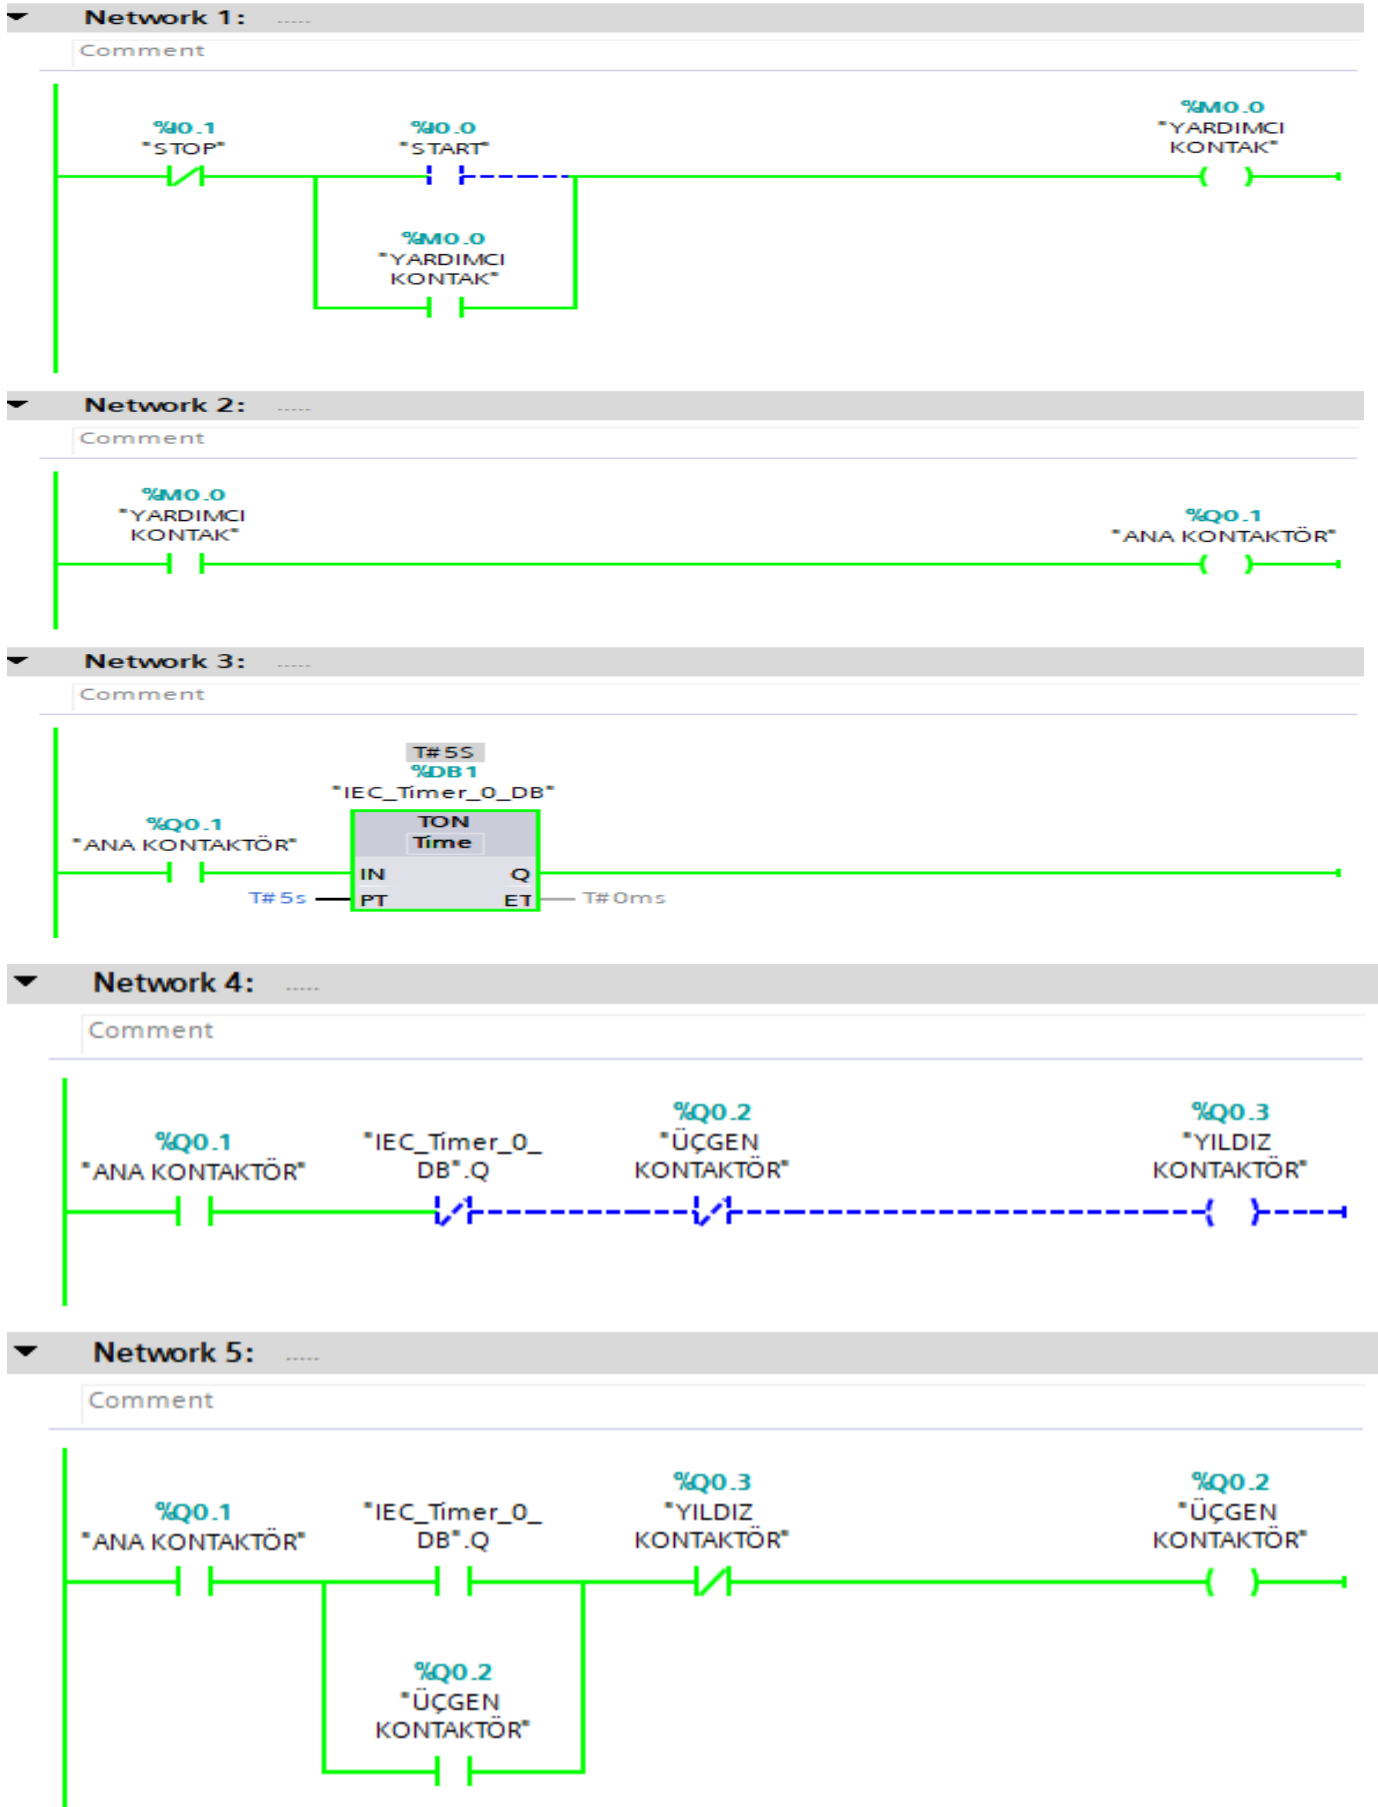 Network 1: .....
Comment
%M0.0
"YARDIMCI
KONTAK"
%I0.1
"STOP"
%I0.0
"START"
%M0.0
"YARDIMCI
KONTAK"
Network 2: .....
Comment
%M0.0
"YARDIMCI
KONTAK"
%Q0.1
"ANA KONTAKTÖR"
Network 3: .....
Comment
T#5S
%DB1
"IEC_Timer_0_DB"
%Q0.1
"ANA KONTAKTÖR"
TON
Time
IN Q
T#5s PT ET T#0ms
Network 4: .....
Comment
%Q0.1
"ANA KONTAKTÖR"
"IEC_Timer_0_
DB".Q
%Q0.2
"ÜÇGEN
KONTAKTÖR"
%Q0.3
"YILDIZ
KONTAKTÖR"
Network 5: .....
Comment
%Q0.1
"ANA KONTAKTÖR"
"IEC_Timer_0_
DB".Q
%Q0.3
"YILDIZ
KONTAKTÖR"
%Q0.2
"ÜÇGEN
KONTAKTÖR"
%Q0.2
"ÜÇGEN
KONTAKTÖR"